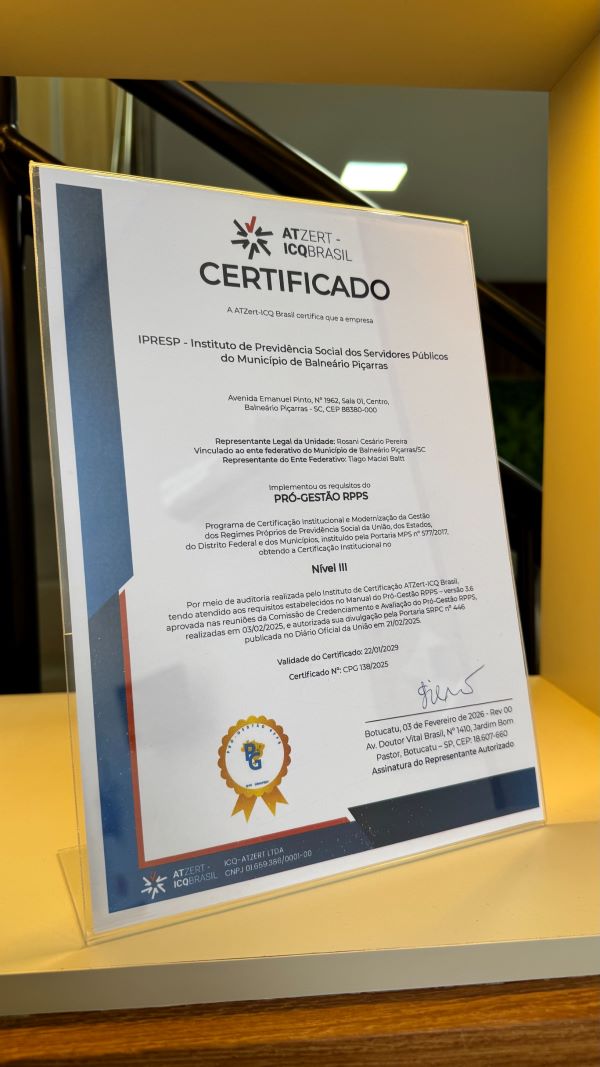 ATZERT -
ICQBRASIL
CERTIFICADO
A ATZert-ICQ Brasil certifica que a empresa
IPRESP - Instituto de Previdência Social dos Servidores Públicos
do Município de Balneário Piçarras
Avenida Emanuel Pinto, N° 1962, Sala 01, Centro,
Balneário Piçarras - SC, CEP 88380-000
Representante Legal da Unidade: Rosani Cesário Pereira
Vinculado ao ente federativo do Município de Balneário Piçarras/SC
Representante do Ente Federativo: Tiago Maciel Baltt
Implementou os requisitos do
PRÓ-GESTÃO RPPS
Programa de Certificação Institucional e Modernização da Gestão
dos Regimes Próprios de Previdência Social da União, dos Estados,
do Distrito Federal e dos Municípios, instituído pela Portaria MPS n° 577/2017,
obtendo a Certificação Institucional no
Nível III
Por meio de auditoria realizada pelo Instituto de Certificação ATZert-ICQ Brasil,
tendo atendido aos requisitos estabelecidos no Manual do Pró-Gestão RPPS – versão 3.6
aprovada nas reuniões da Comissão de Credenciamento e Avaliação do Pró-Gestão RPPS,
realizadas em 03/02/2025, e autorizada sua divulgação pela Portaria SRPC n° 446
publicada no Diário Oficial da União em 21/02/2025.
Validade do Certificado: 22/01/2029
Certificado N°: CPG 138/2025
Botucatu, 03 de Fevereiro de 2026 - Rev 00
Av. Doutor Vital Brasil, N° 1410, Jardim Bom
Pastor, Botucatu – SP, CEP: 18.607-660
Assinatura do Representante Autorizado
PRÓ GESTÃO RPPS
PG
ATZERT -
ICQBRASIL
ICQ-ATZERT LTDA
CNPJ 01.659.386/0001-00